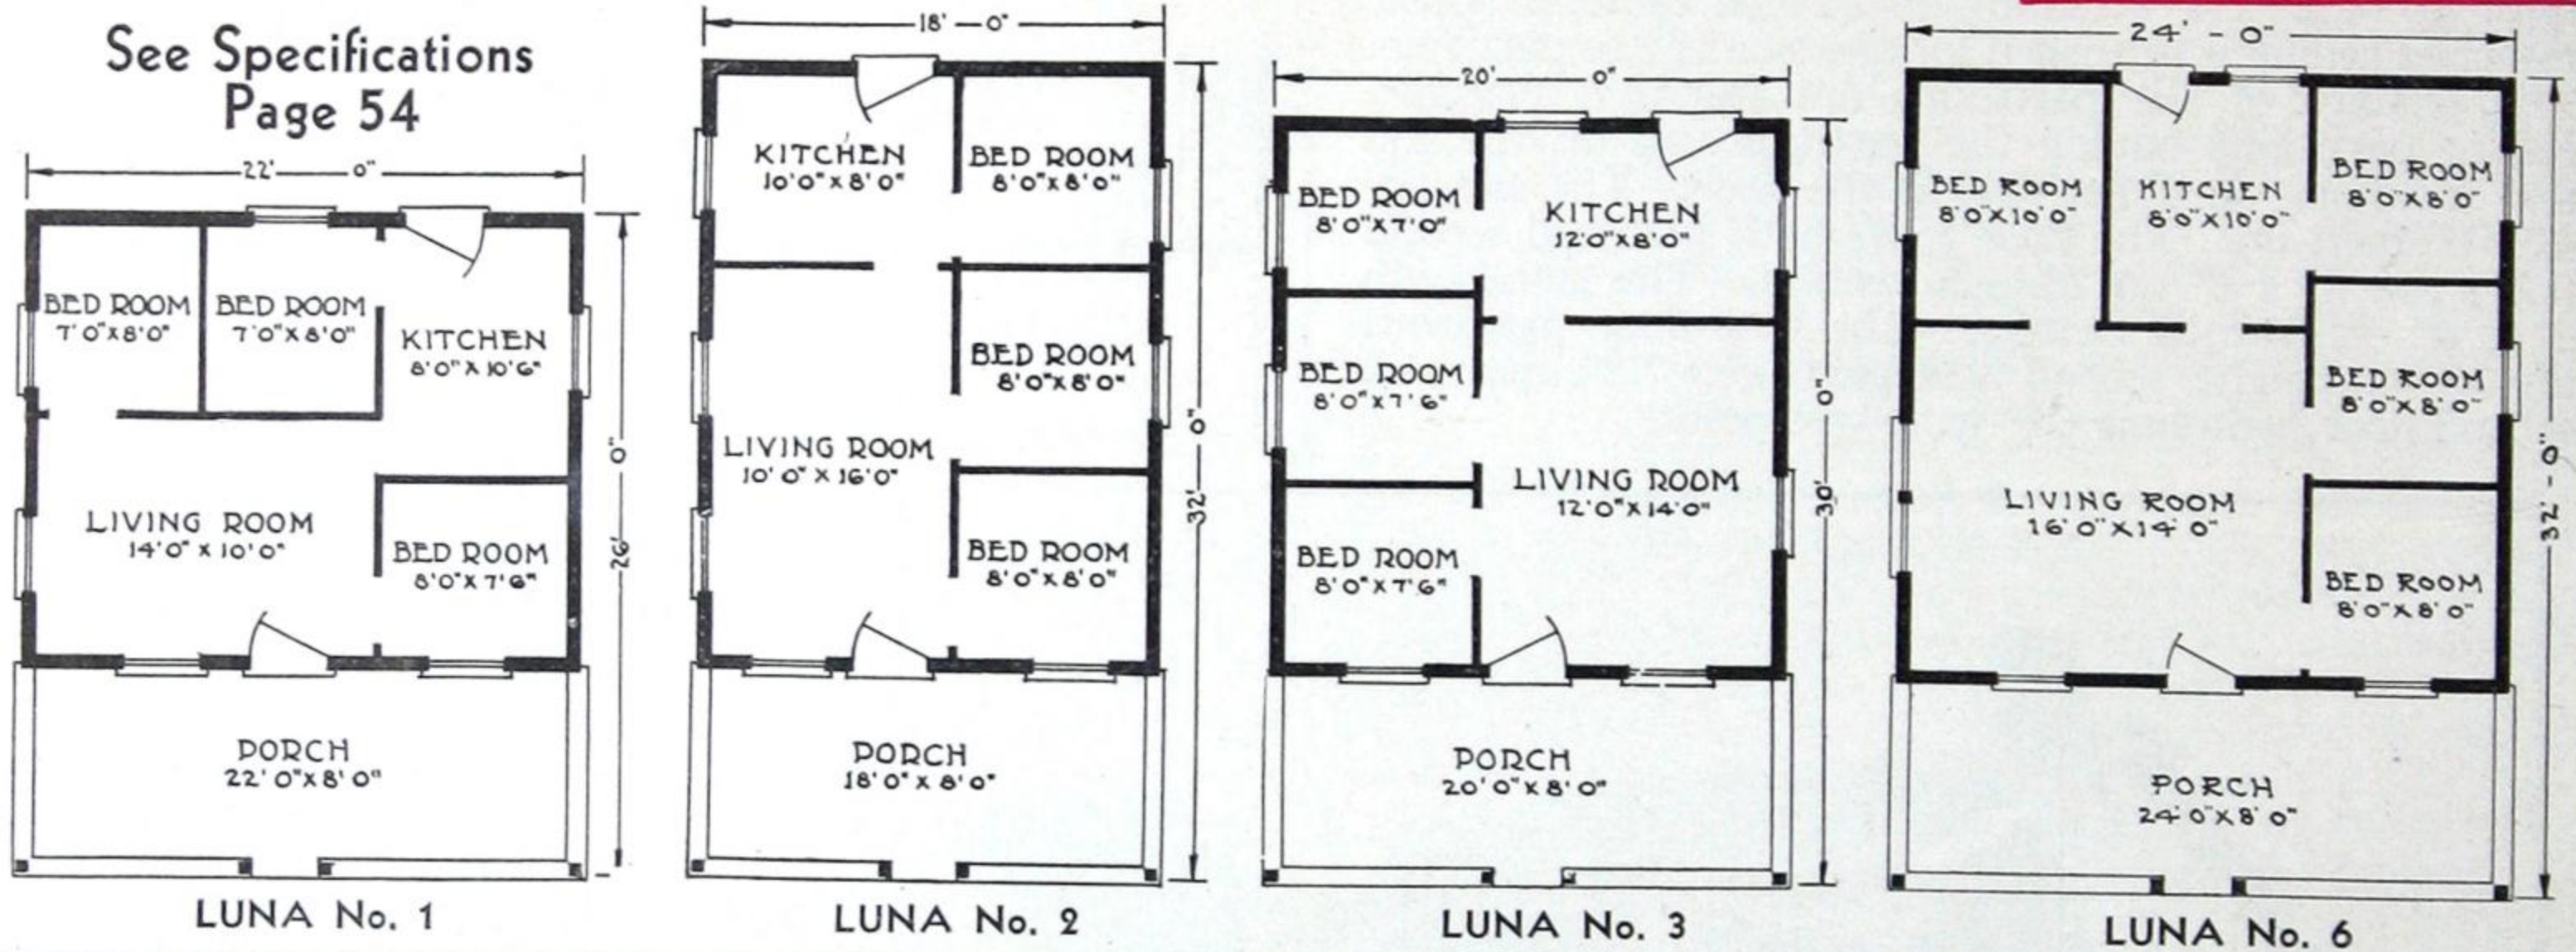 See Specifications
Page 54
22' 0"
BED ROOM
7'0"X8'0"
BED ROOM
7'0"X8'0"
KITCHEN
8'0"X10'6"
LIVING ROOM
14'0" X 10'0"
BED ROOM
8'0"X7'6"
26' 0"
PORCH
22'0"X8'0"
LUNA No. 1
18' — 0"
KITCHEN
10'0"X8'0"
BED ROOM
8'0"X8'0"
BED ROOM
8'0"X8'0"
LIVING ROOM
10'0" X 16'0"
BED ROOM
8'0"X8'0"
32' 0"
PORCH
18'0"X8'0"
LUNA No. 2
20' 0"
BED ROOM
8'0"X7'0"
KITCHEN
12'0"X8'0"
BED ROOM
8'0"X7'6"
LIVING ROOM
12'0"X14'0"
BED ROOM
8'0"X7'6"
30' 0"
PORCH
20'0"X8'0"
LUNA No. 3
24' - 0"
BED ROOM
8'0"X10'0"
KITCHEN
8'0"X10'0"
BED ROOM
8'0"X8'0"
BED ROOM
8'0"X8'0"
LIVING ROOM
16'0"X14'0"
BED ROOM
8'0"X8'0"
32' - 0"
PORCH
24'0"X8'0"
LUNA No. 6